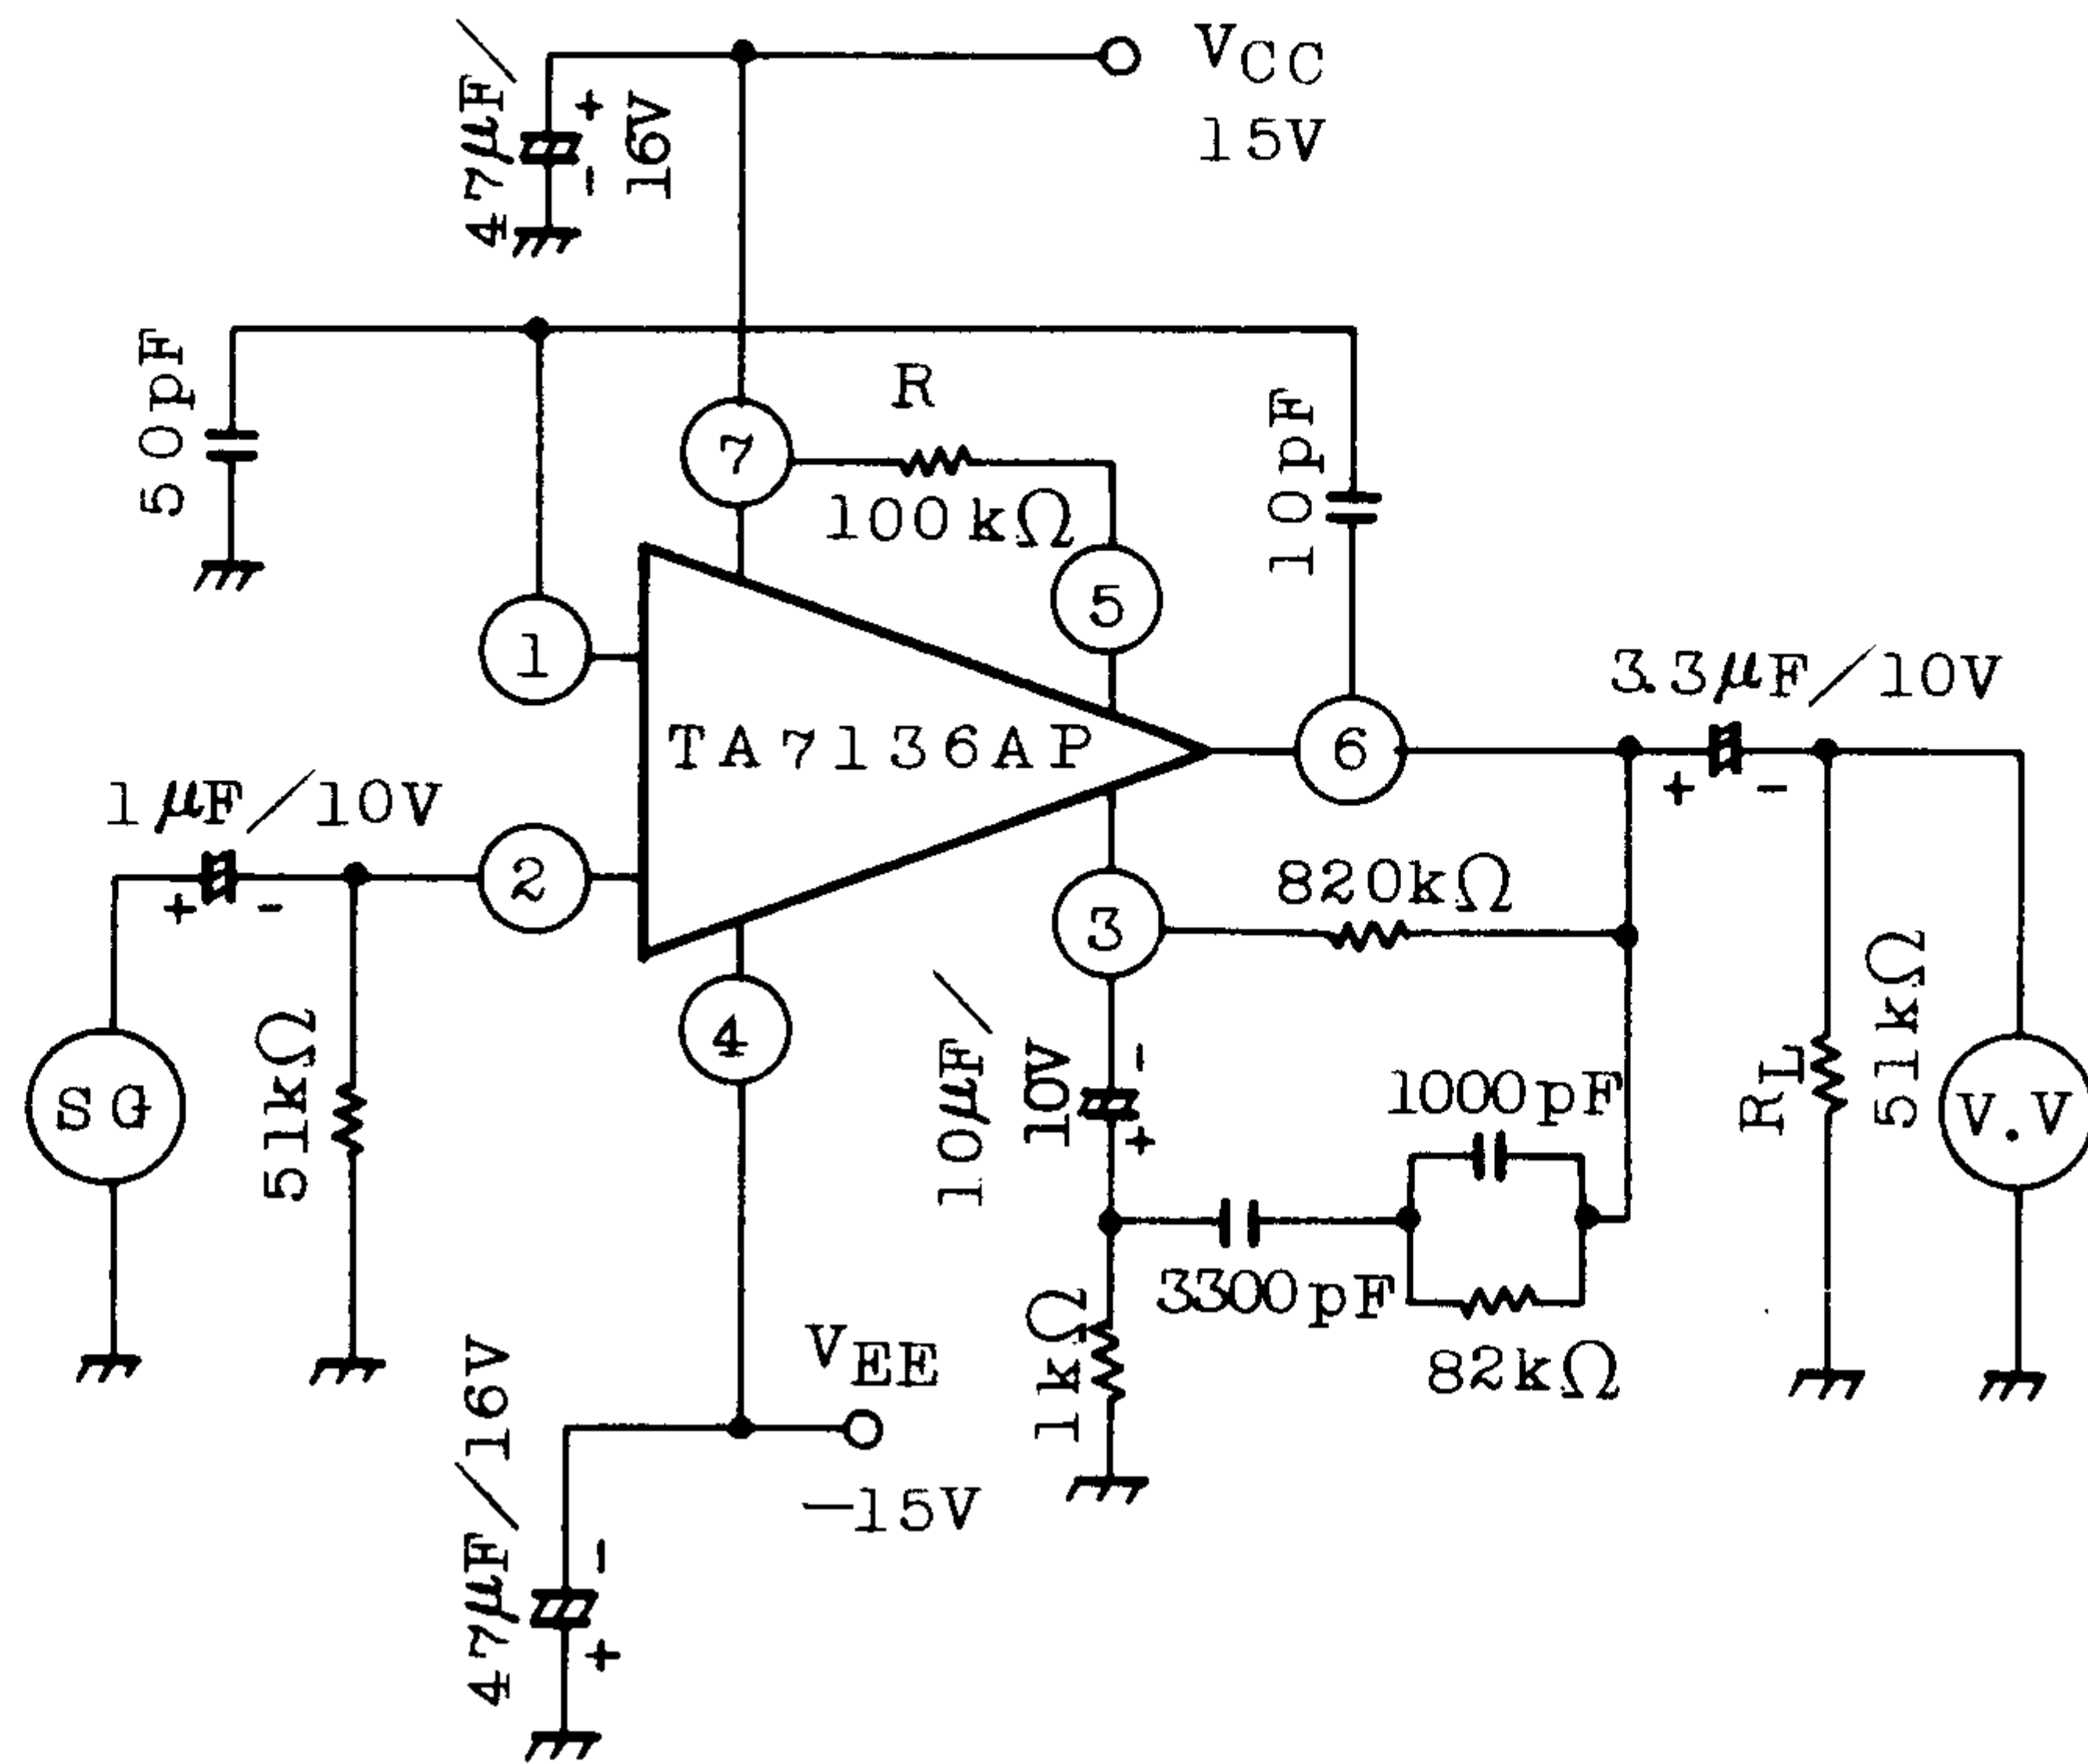 VCC
15V
47μF/
16V
50pF
R
7
100kΩ
10pF
5
1
TA7136AP
6
3.3μF/10V
+
-
1μF/10V
+
-
2
820kΩ
3
4
SG
51kΩ
10μF/
10V
-
+
1000pF
3300pF
82kΩ
1kΩ
RL
51kΩ
V.V
VEE
-15V
47μF/16V
-
+
+
-